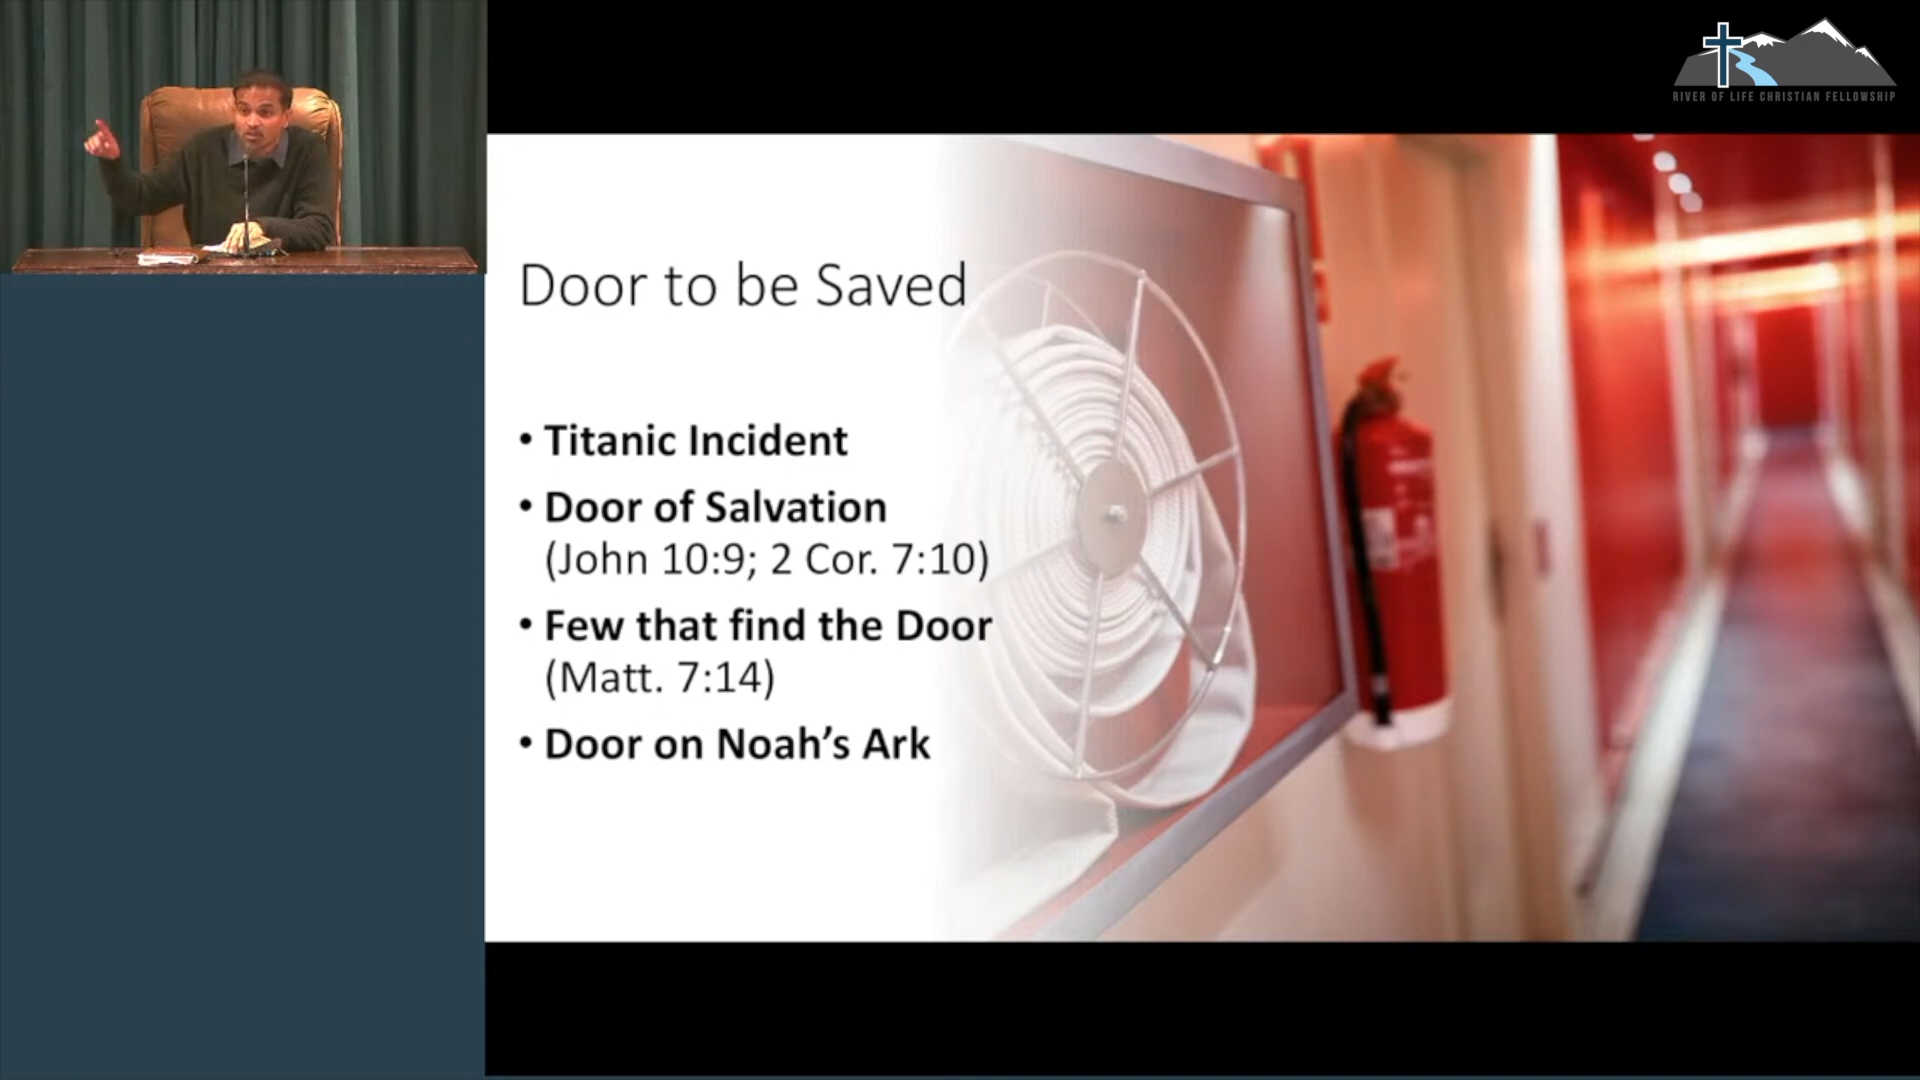 RIVER OF LIFE CHRISTIAN FELLOWSHIP
Door to be Saved
• Titanic Incident
• Door of Salvation
(John 10:9; 2 Cor. 7:10)
• Few that find the Door
(Matt. 7:14)
• Door on Noah’s Ark